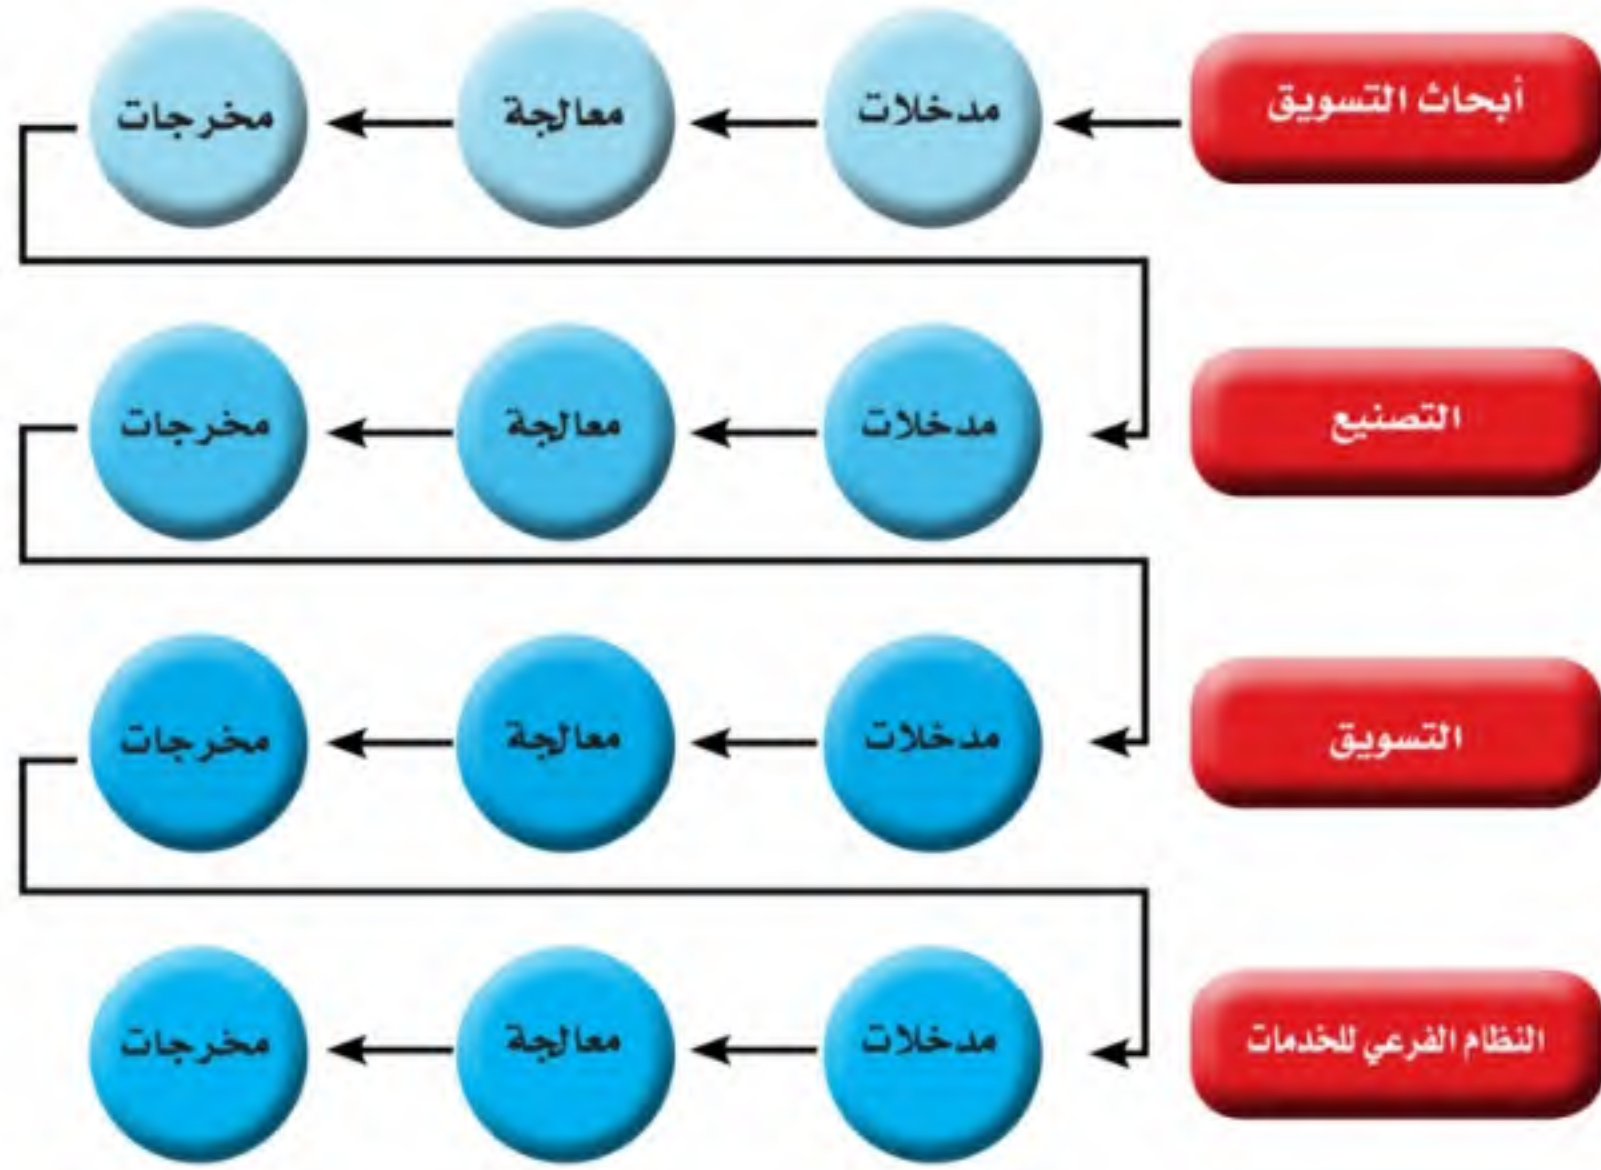 أبحاث التسويق
مدخلات
معالجة
مخرجات
التصنيع
مدخلات
معالجة
مخرجات
التسويق
مدخلات
معالجة
مخرجات
النظام الفرعي للخدمات
مدخلات
معالجة
مخرجات